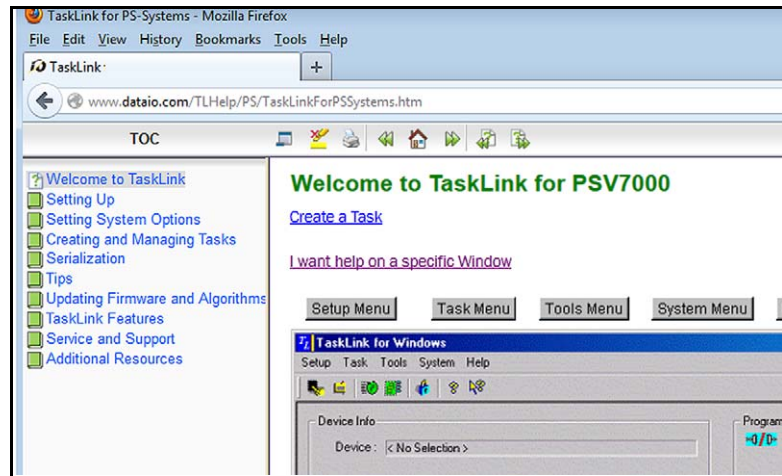 TaskLink for PS-Systems - Mozilla Firefox
File Edit View History Bookmarks Tools Help
TaskLink
www.dataio.com/TLHelp/PS/TaskLinkForPSSystems.htm
TOC
Welcome to TaskLink
Setting Up
Setting System Options
Creating and Managing Tasks
Serialization
Tips
Updating Firmware and Algorithms
TaskLink Features
Service and Support
Additional Resources
Welcome to TaskLink for PSV7000
Create a Task
I want help on a specific Window
Setup Menu Task Menu Tools Menu System Menu
TaskLink for Windows
Setup Task Tools System Help
Device Info
Device : < No Selection >
Program